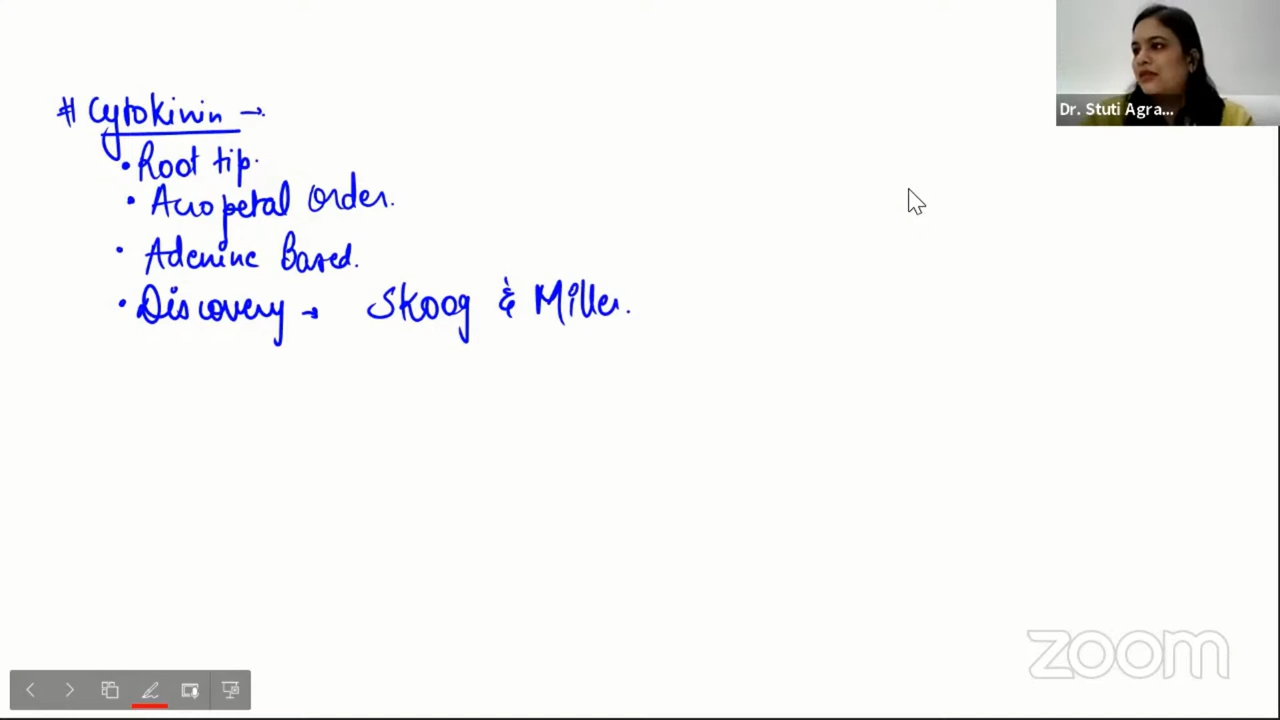 # Cytokinin →
• Root tip.
• Acropetal Order.
• Adenine Based.
• Discovery → Skoog & Miller.
Dr. Stuti Agra...
zoom